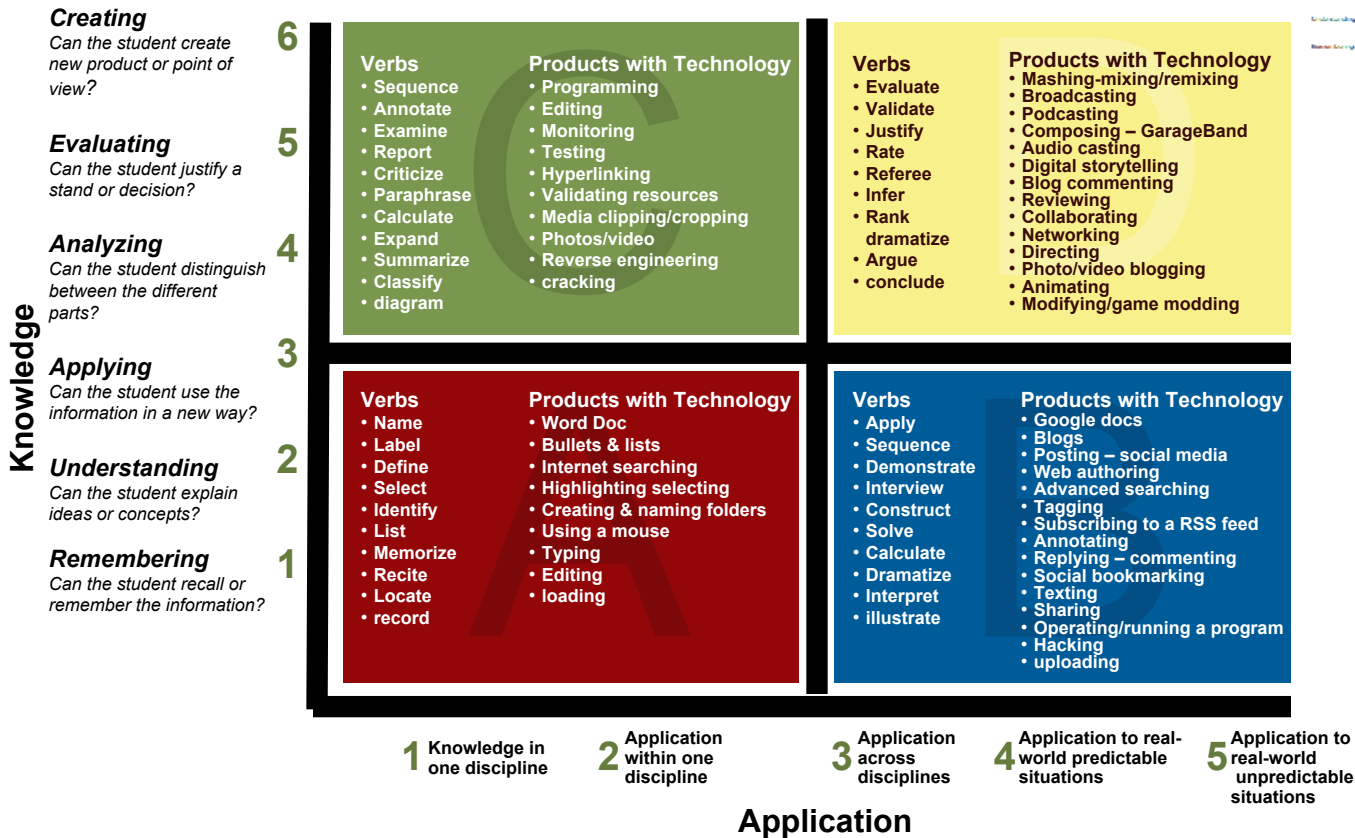 Creating
Can the student create
new product or point of
view?
6
Evaluating
Can the student justify a
stand or decision?
5
Analyzing
Can the student distinguish
between the different
parts?
4
Applying
Can the student use the
information in a new way?
3
Understanding
Can the student explain
ideas or concepts?
2
Remembering
Can the student recall or
remember the information?
1
Knowledge
C
Verbs
• Sequence
• Annotate
• Examine
• Report
• Criticize
• Paraphrase
• Calculate
• Expand
• Summarize
• Classify
• diagram
Products with Technology
• Programming
• Editing
• Monitoring
• Testing
• Hyperlinking
• Validating resources
• Media clipping/cropping
• Photos/video
• Reverse engineering
• cracking
D
Verbs
• Evaluate
• Validate
• Justify
• Rate
• Referee
• Infer
• Rank
dramatize
• Argue
• conclude
Products with Technology
• Mashing-mixing/remixing
• Broadcasting
• Podcasting
• Composing – GarageBand
• Audio casting
• Digital storytelling
• Blog commenting
• Reviewing
• Collaborating
• Networking
• Directing
• Photo/video blogging
• Animating
• Modifying/game modding
Understanding
Remembering
A
Verbs
• Name
• Label
• Define
• Select
• Identify
• List
• Memorize
• Recite
• Locate
• record
Products with Technology
• Word Doc
• Bullets & lists
• Internet searching
• Highlighting selecting
• Creating & naming folders
• Using a mouse
• Typing
• Editing
• loading
B
Verbs
• Apply
• Sequence
• Demonstrate
• Interview
• Construct
• Solve
• Calculate
• Dramatize
• Interpret
• illustrate
Products with Technology
• Google docs
• Blogs
• Posting – social media
• Web authoring
• Advanced searching
• Tagging
• Subscribing to a RSS feed
• Annotating
• Replying – commenting
• Social bookmarking
• Texting
• Sharing
• Operating/running a program
• Hacking
• uploading
1 Knowledge in
one discipline
2 Application
within one
discipline
3 Application
across
disciplines
4 Application to real-
world predictable
situations
5 Application to
real-world
unpredictable
situations
Application